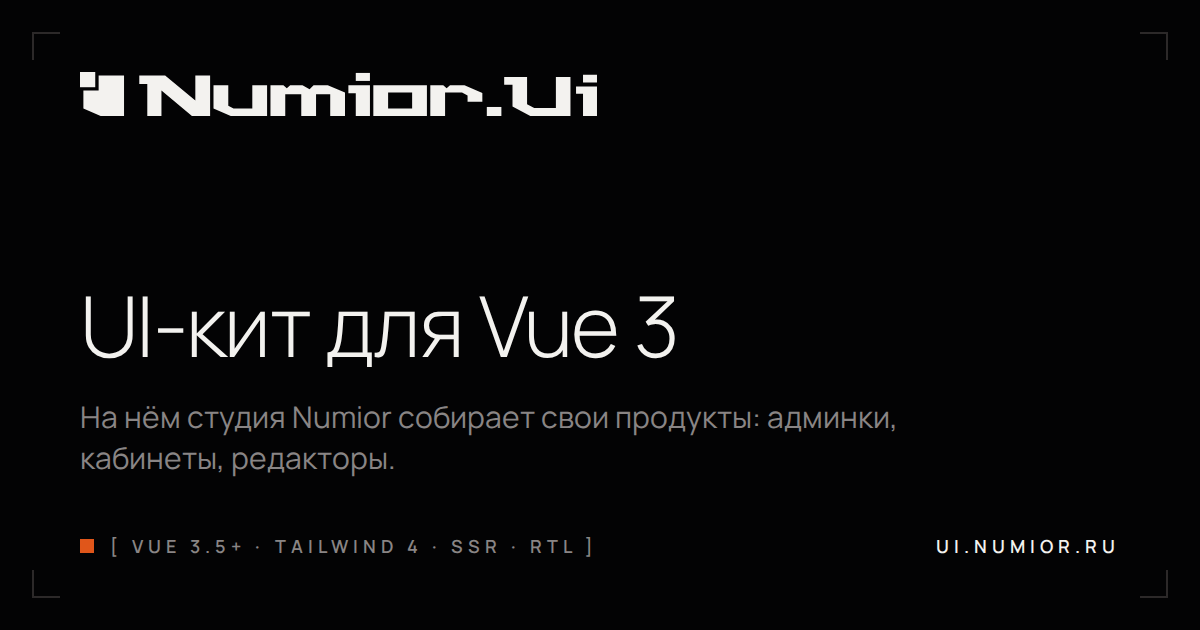 Numior.Ui
UI-кит для Vue 3
На нём студия Numior собирает свои продукты: админки,
кабинеты, редакторы.
[ VUE 3.5+ · TAILWIND 4 · SSR · RTL ]
UI.NUMIOR.RU